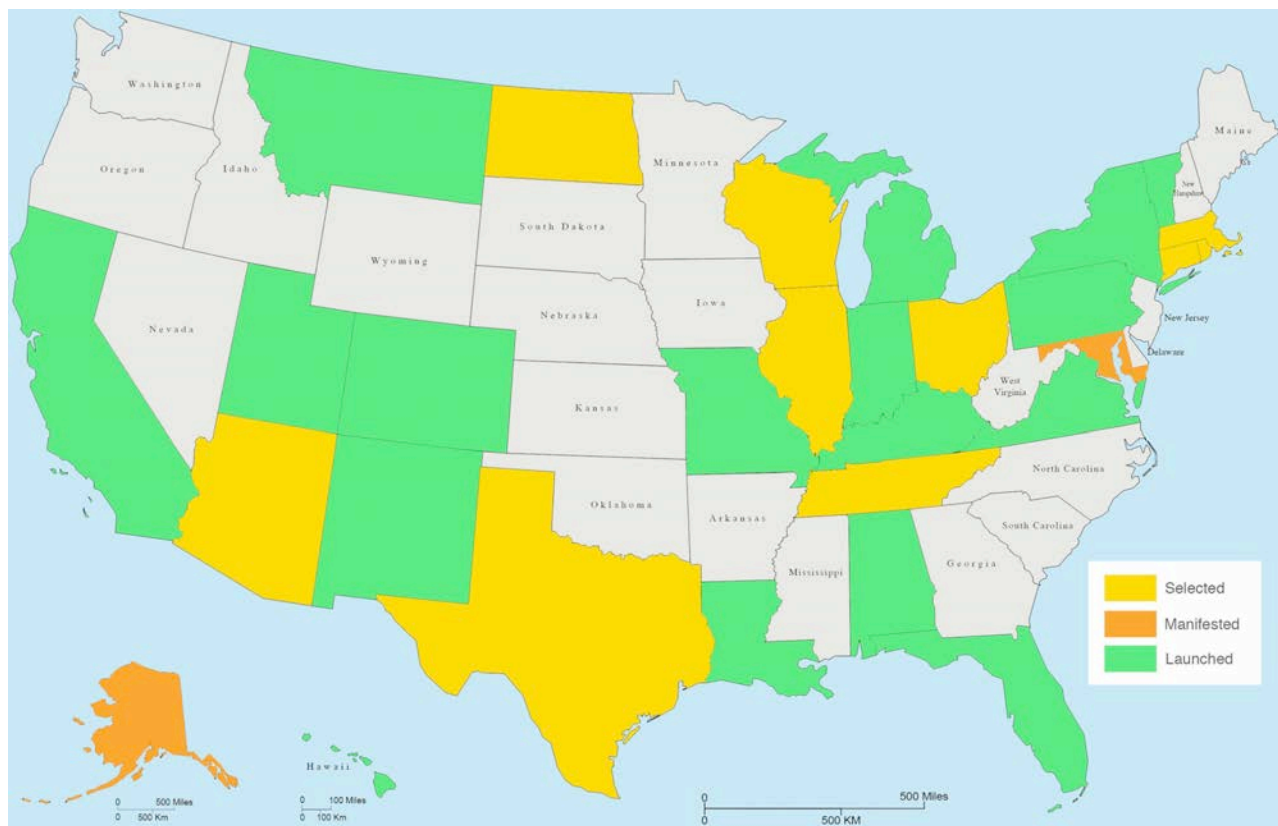 Washington
Oregon
Idaho
Minnesota
South Dakota
Wyoming
Nevada
Nebraska
Iowa
Kansas
Oklahoma
Arkansas
Mississippi
Georgia
Maine
New
Hampshire
New Jersey
Delaware
West
Virginia
North Carolina
South Carolina
Hawaii
Selected
Manifested
Launched
0 500 Miles
0 500 Km
0 100 Miles
0 100 Km
0 500 Miles
0 500 KM